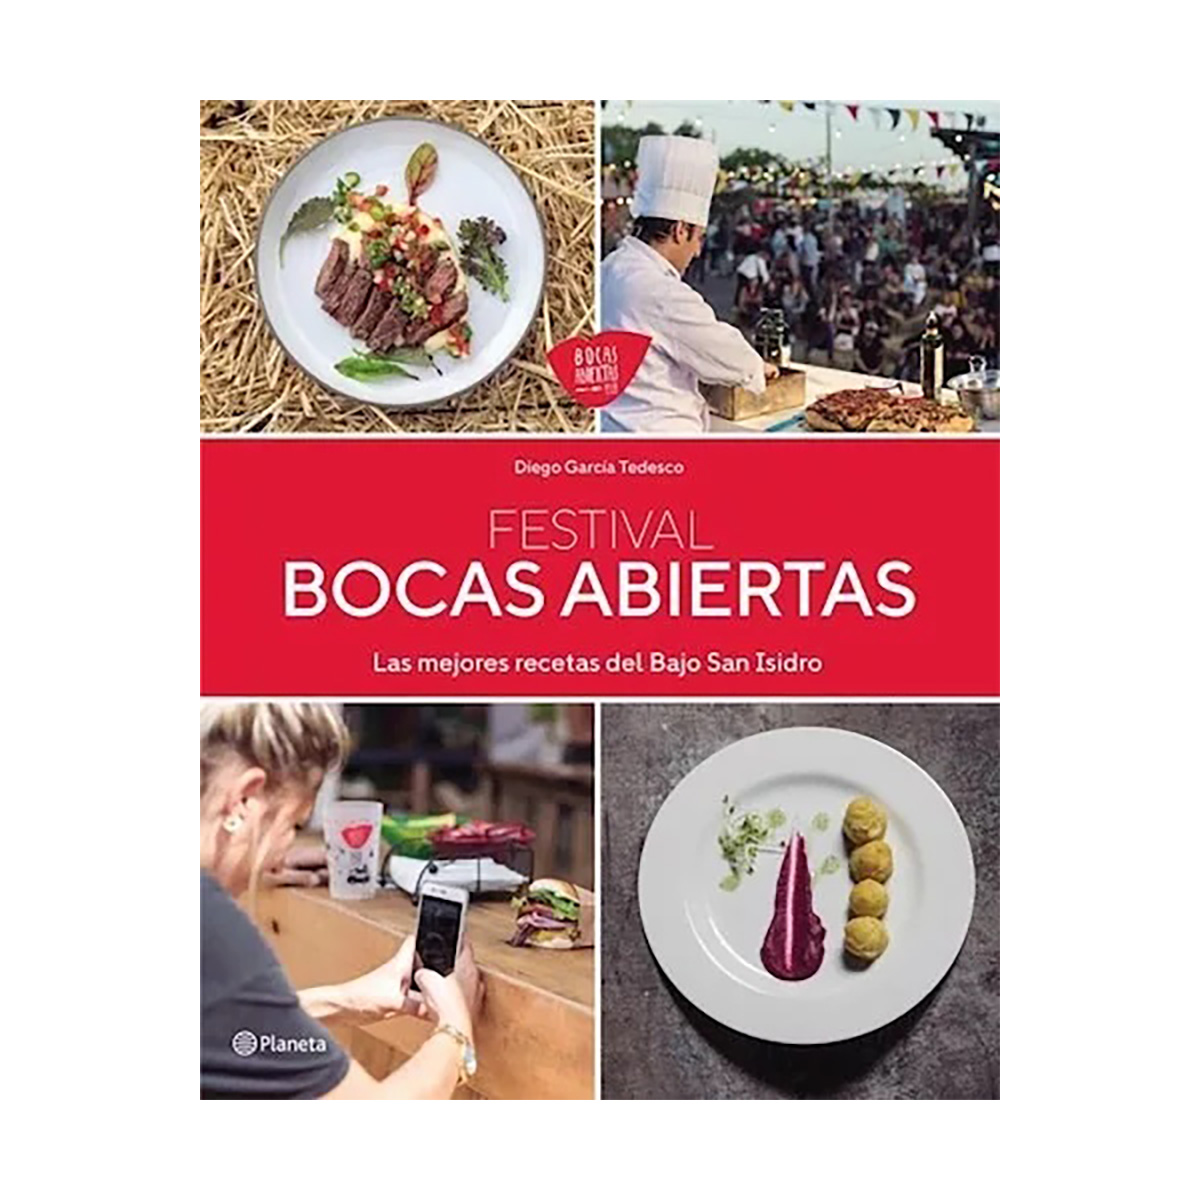 BOCAS
ABIERTAS
Diego García Tedesco
FESTIVAL
BOCAS ABIERTAS
Las mejores recetas del Bajo San Isidro
Planeta